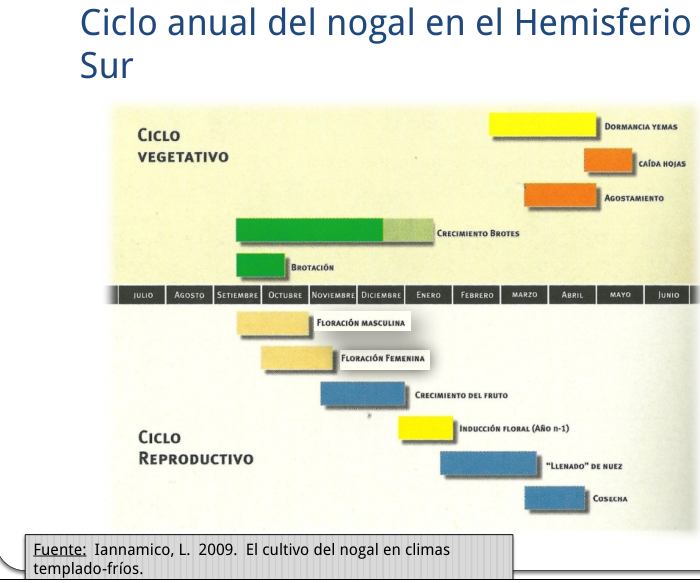 Ciclo anual del nogal en el Hemisferio
Sur
CICLO
VEGETATIVO
DORMANCIA YEMAS
CAÍDA HOJAS
AGOSTAMIENTO
CRECIMIENTO BROTES
BROTACIÓN
JULIO AGOSTO SETIEMBRE OCTUBRE NOVIEMBRE DICIEMBRE ENERO FEBRERO MARZO ABRIL MAYO JUNIO
FLORACIÓN MASCULINA
FLORACIÓN FEMENINA
CRECIMIENTO DEL FRUTO
INDUCCIÓN FLORAL (AÑO n-1)
CICLO
REPRODUCTIVO
"LLENADO" DE NUEZ
COSECHA
Fuente: Iannamico, L. 2009. El cultivo del nogal en climas
templado-fríos.